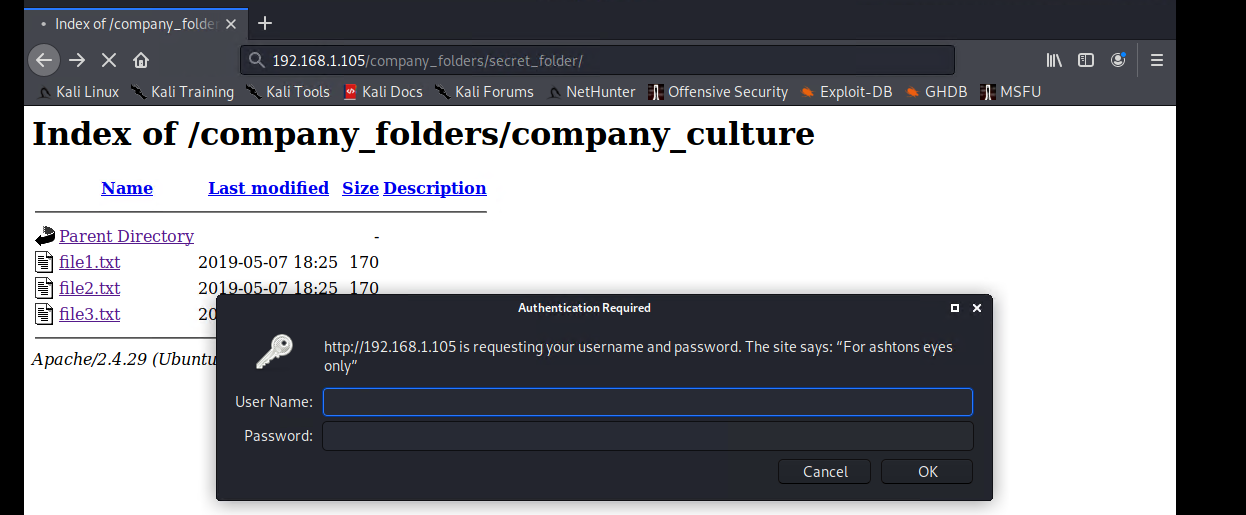 Index of /company_folder
192.168.1.105/company_folders/secret_folder/
Kali Linux Kali Training Kali Tools Kali Docs Kali Forums NetHunter Offensive Security Exploit-DB GHDB MSFU
Index of /company_folders/company_culture
Name Last modified Size Description
Parent Directory -
file1.txt 2019-05-07 18:25 170
file2.txt 2019-05-07 18:25 170
file3.txt 20
Apache/2.4.29 (Ubuntu
Authentication Required
http://192.168.1.105 is requesting your username and password. The site says: “For ashtons eyes
only”
User Name:
Password:
Cancel OK